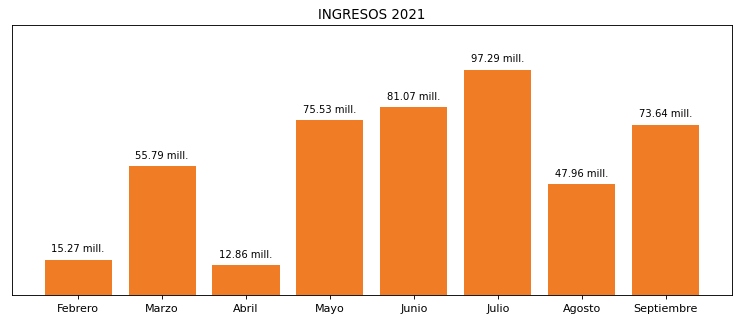 INGRESOS 2021
15.27 mill.
55.79 mill.
12.86 mill.
75.53 mill.
81.07 mill.
97.29 mill.
47.96 mill.
73.64 mill.
Febrero Marzo Abril Mayo Junio Julio Agosto Septiembre